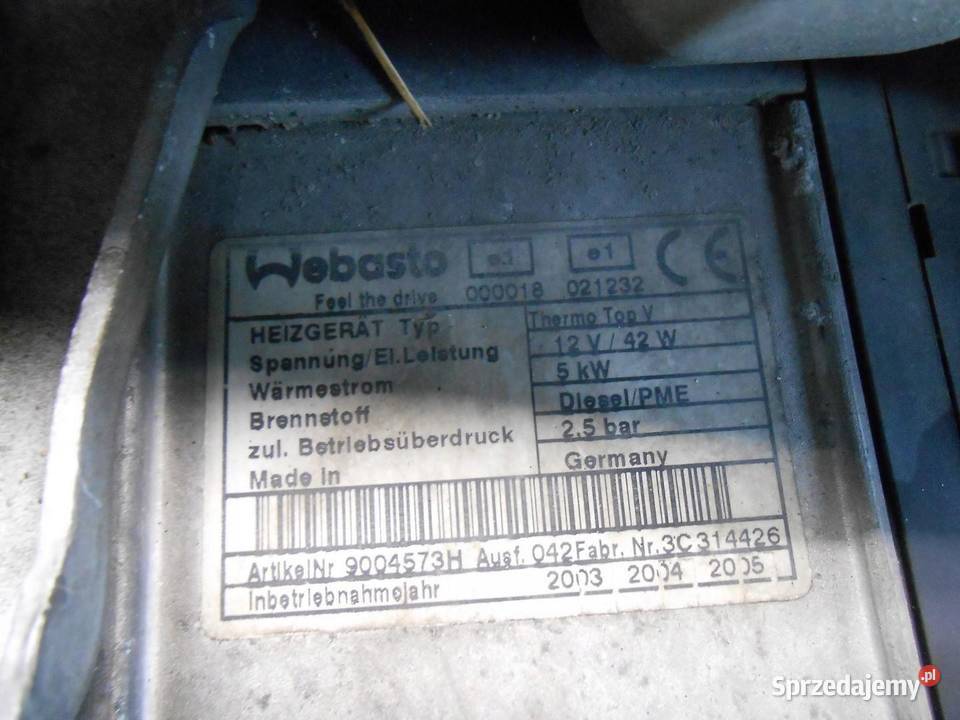 Webasto e1 e1 CE
Feel the drive 000018 021232
HEIZGERÄT Typ Thermo Top V
Spannung/El.Leistung 12 V / 42 W
Wärmestrom 5 kW
Brennstoff Diesel/PME
zul. Betriebsüberdruck 2,5 bar
Made in Germany
ArtikelNr 9004573H Ausf. 042 Fabr. Nr. 3C 314426
Inbetriebnahmejahr 2003 2004 2005
Sprzedajemy.pl